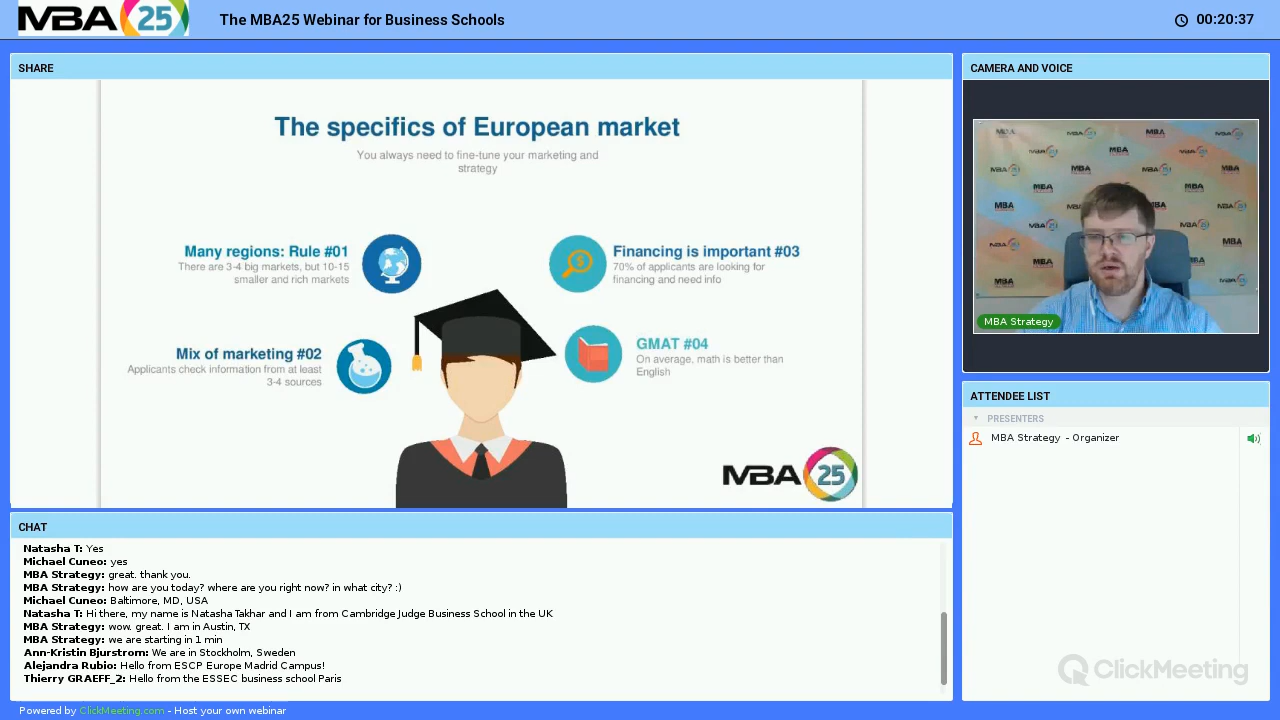 MBA 25
The MBA25 Webinar for Business Schools
00:20:37
SHARE
The specifics of European market
You always need to fine-tune your marketing and
strategy
Many regions: Rule #01
There are 3-4 big markets, but 10-15
smaller and rich markets
Financing is important #03
70% of applicants are looking for
financing and need info
Mix of marketing #02
Applicants check information from at least
3-4 sources
GMAT #04
On average, math is better than
English
MBA 25
CAMERA AND VOICE
MBA Strategy
ATTENDEE LIST
PRESENTERS
MBA Strategy - Organizer
CHAT
Natasha T: Yes
Michael Cuneo: yes
MBA Strategy: great. thank you.
MBA Strategy: how are you today? where are you right now? in what city? :)
Michael Cuneo: Baltimore, MD, USA
Natasha T: Hi there, my name is Natasha Takhar and I am from Cambridge Judge Business School in the UK
MBA Strategy: wow. great. I am in Austin, TX
MBA Strategy: we are starting in 1 min
Ann-Kristin Bjurstrom: We are in Stockholm, Sweden
Alejandra Rubio: Hello from ESCP Europe Madrid Campus!
Thierry GRAEFF_2: Hello from the ESSEC business school Paris
ClickMeeting
Powered by ClickMeeting.com - Host your own webinar